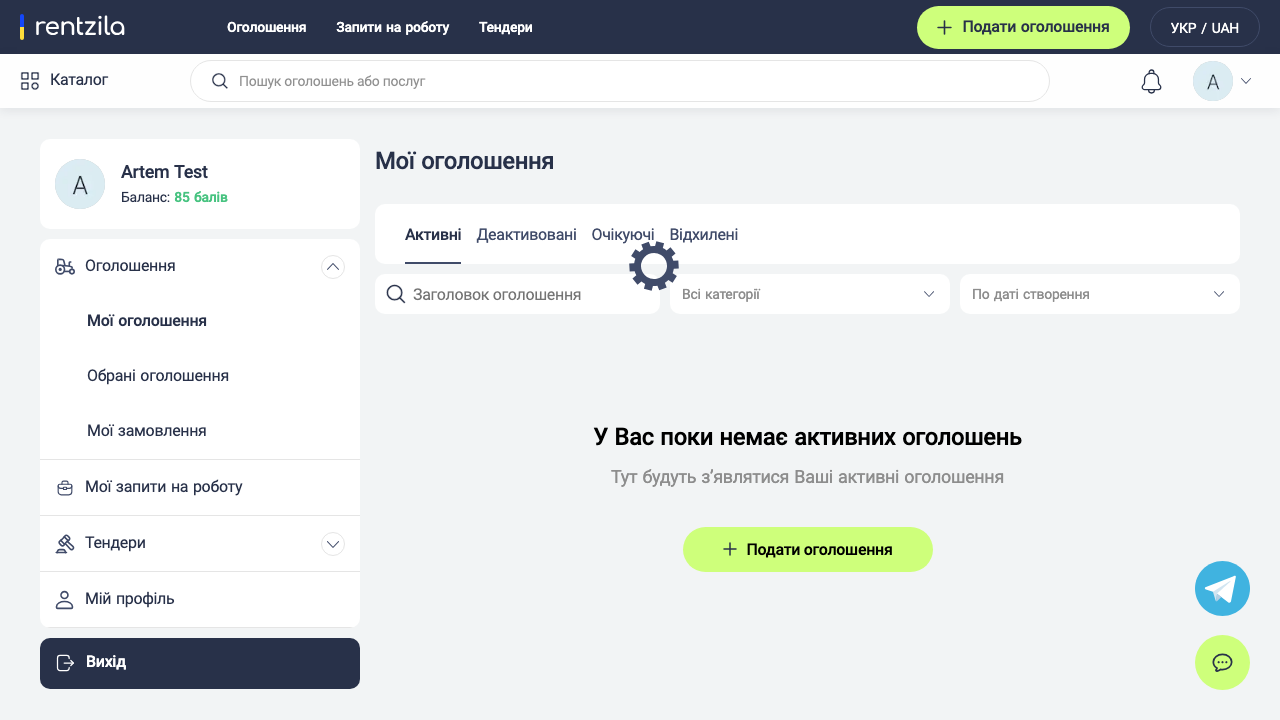 rentzila
Оголошення
Запити на роботу
Тендери
Подати оголошення
УКР / UAH
Каталог
Пошук оголошень або послуг
A
A
Artem Test
Баланс: 85 балів
Оголошення
Мої оголошення
Обрані оголошення
Мої замовлення
Мої запити на роботу
Тендери
Мій профіль
Вихід
Мої оголошення
Активні
Деактивовані
Очікуючі
Відхилені
Заголовок оголошення
Всі категорії
По даті створення
У Вас поки немає активних оголошень
Тут будуть з’являтися Ваші активні оголошення
Подати оголошення